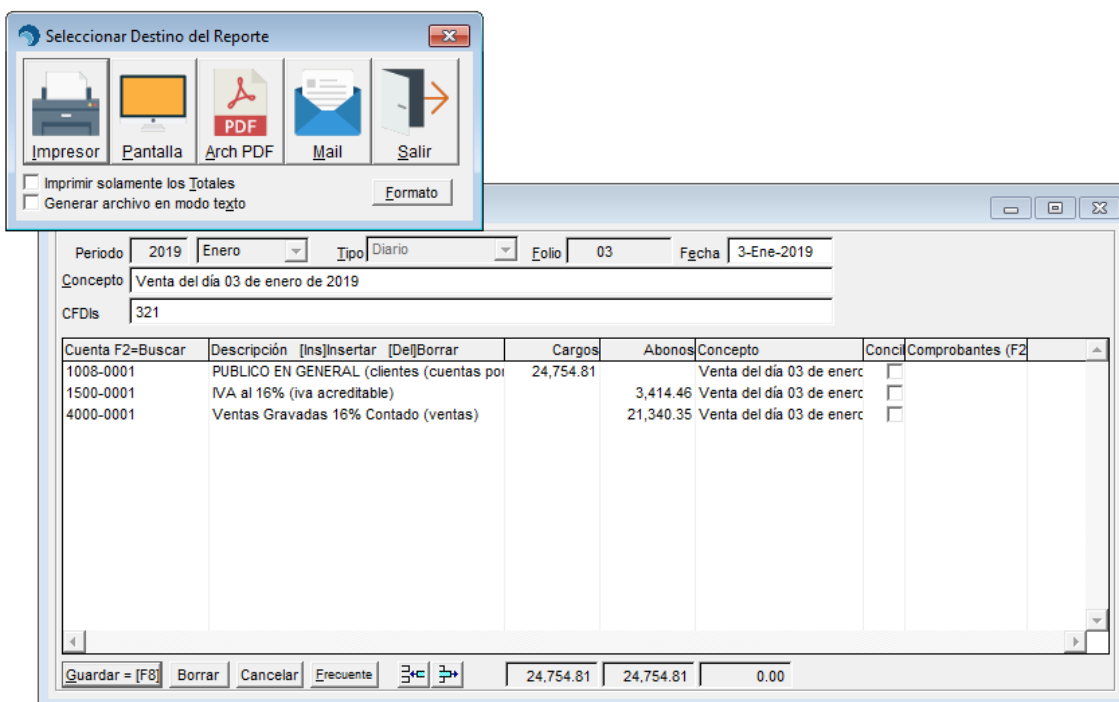 Seleccionar Destino del Reporte
Impresor Pantalla Arch PDF Mail Salir
PDF
Imprimir solamente los Totales
Generar archivo en modo texto
Formato
Periodo 2019 Enero Tipo Diario Folio 03 Fecha 3-Ene-2019
Concepto Venta del día 03 de enero de 2019
CFDIs 321
Cuenta F2=Buscar Descripción [Ins]Insertar [Del]Borrar Cargos Abonos Concepto Concil Comprobantes (F2
1008-0001 PUBLICO EN GENERAL (clientes (cuentas por 24,754.81 Venta del día 03 de enero
1500-0001 IVA al 16% (iva acreditable) 3,414.46 Venta del día 03 de enero
4000-0001 Ventas Gravadas 16% Contado (ventas) 21,340.35 Venta del día 03 de enero
Guardar = [F8] Borrar Cancelar Frecuente 24,754.81 24,754.81 0.00